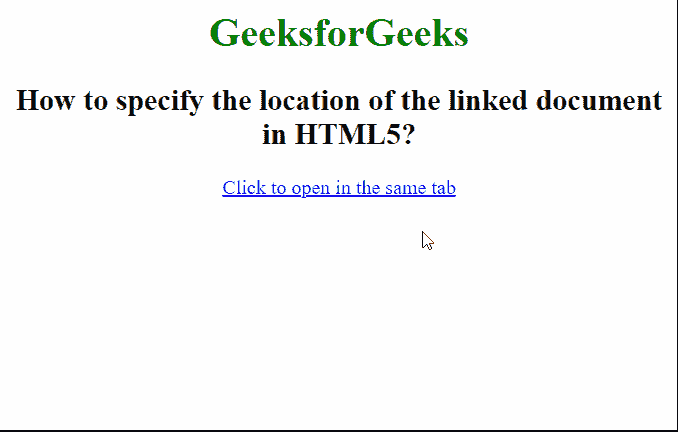 GeeksforGeeks
How to specify the location of the linked document
in HTML5?
Click to open in the same tab